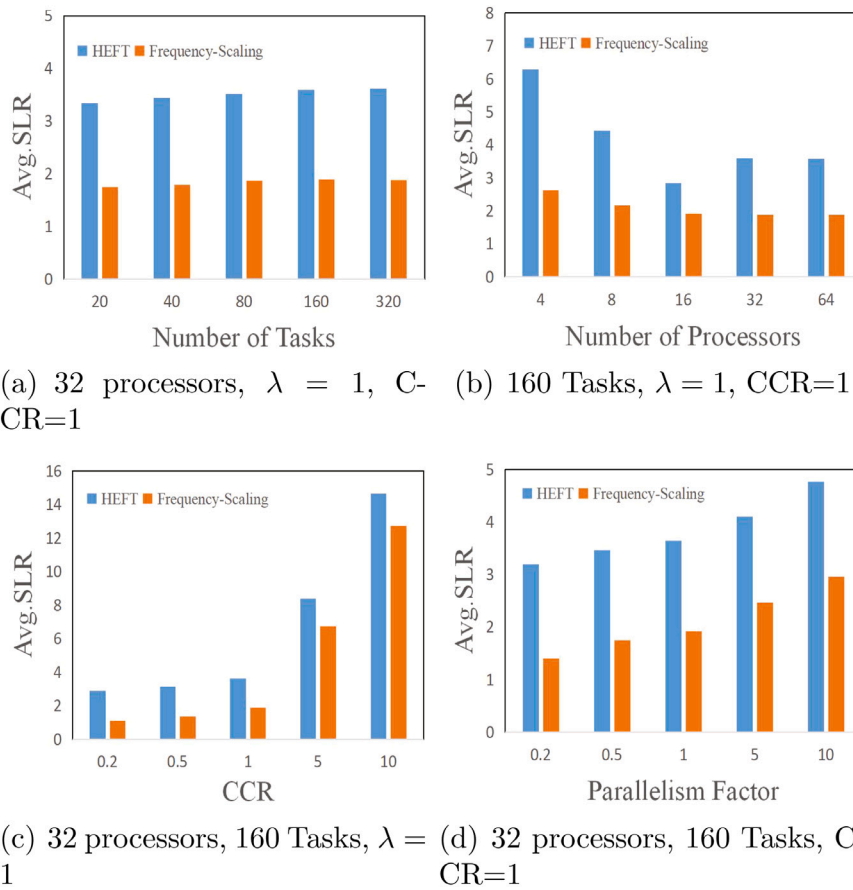 5
4
3
2
1
0
Avg.SLR
HEFT Frequency-Scaling
20 40 80 160 320
Number of Tasks
(a) 32 processors, λ = 1, C-
CR=1
8
7
6
5
4
3
2
1
0
Avg.SLR
HEFT Frequency-Scaling
4 8 16 32 64
Number of Processors
(b) 160 Tasks, λ = 1, CCR=1
16
14
12
10
8
6
4
2
0
Avg.SLR
HEFT Frequency-Scaling
0.2 0.5 1 5 10
CCR
(c) 32 processors, 160 Tasks, λ =
1
5
4
3
2
1
0
Avg.SLR
HEFT Frequency-Scaling
0.2 0.5 1 5 10
Parallelism Factor
(d) 32 processors, 160 Tasks, C
CR=1